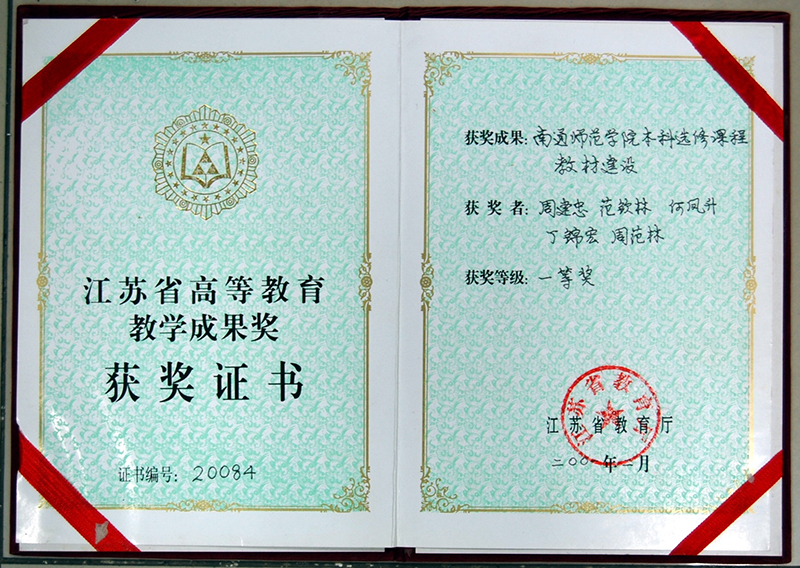 江苏省高等教育
教学成果奖
获奖证书
证书编号：20084
获奖成果：南通师范学院本科选修课程
教材建设
获奖者：周建忠 范钦林 何凤升
丁锦宏 周范林
获奖等级：一等奖
江苏省教育厅
江苏省教育厅
二〇〇一年二月